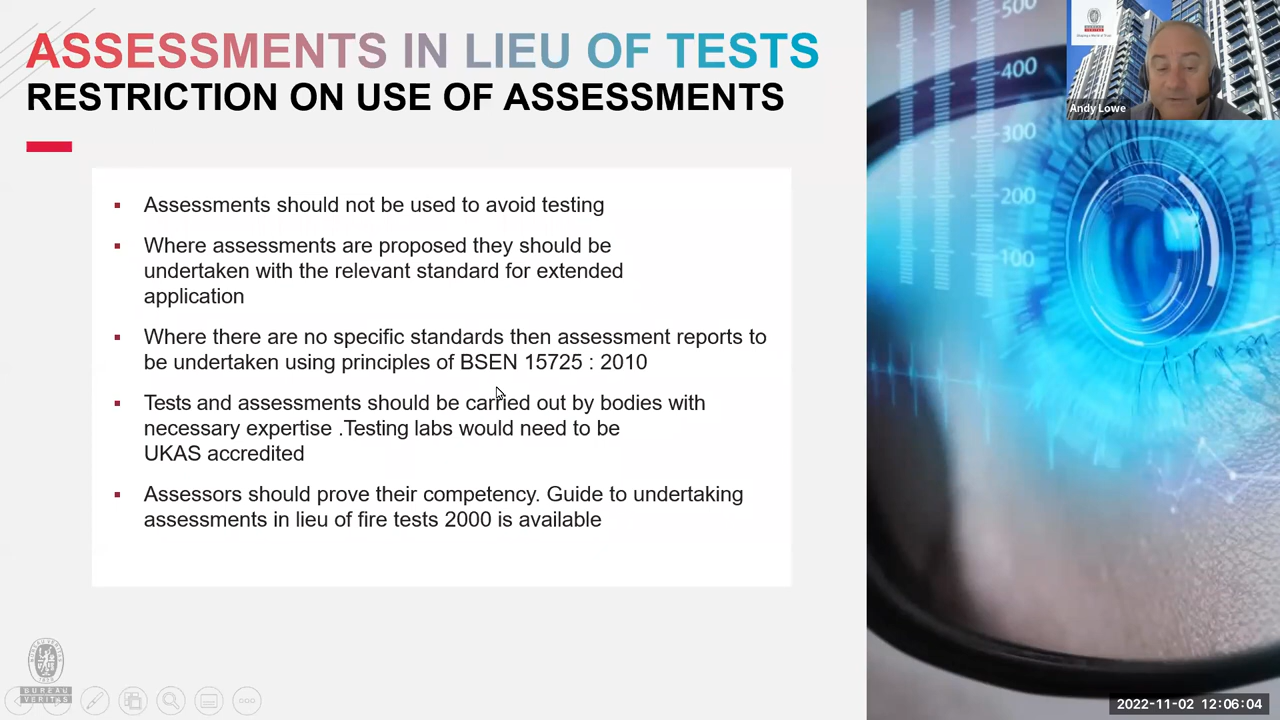 ASSESSMENTS IN LIEU OF TESTS
RESTRICTION ON USE OF ASSESSMENTS
Assessments should not be used to avoid testing
Where assessments are proposed they should be
undertaken with the relevant standard for extended
application
Where there are no specific standards then assessment reports to
be undertaken using principles of BSEN 15725 : 2010
Tests and assessments should be carried out by bodies with
necessary expertise .Testing labs would need to be
UKAS accredited
Assessors should prove their competency. Guide to undertaking
assessments in lieu of fire tests 2000 is available
BUREAU
VERITAS
500
400
300
200
100
Andy Lowe
2022-11-02 12:06:04